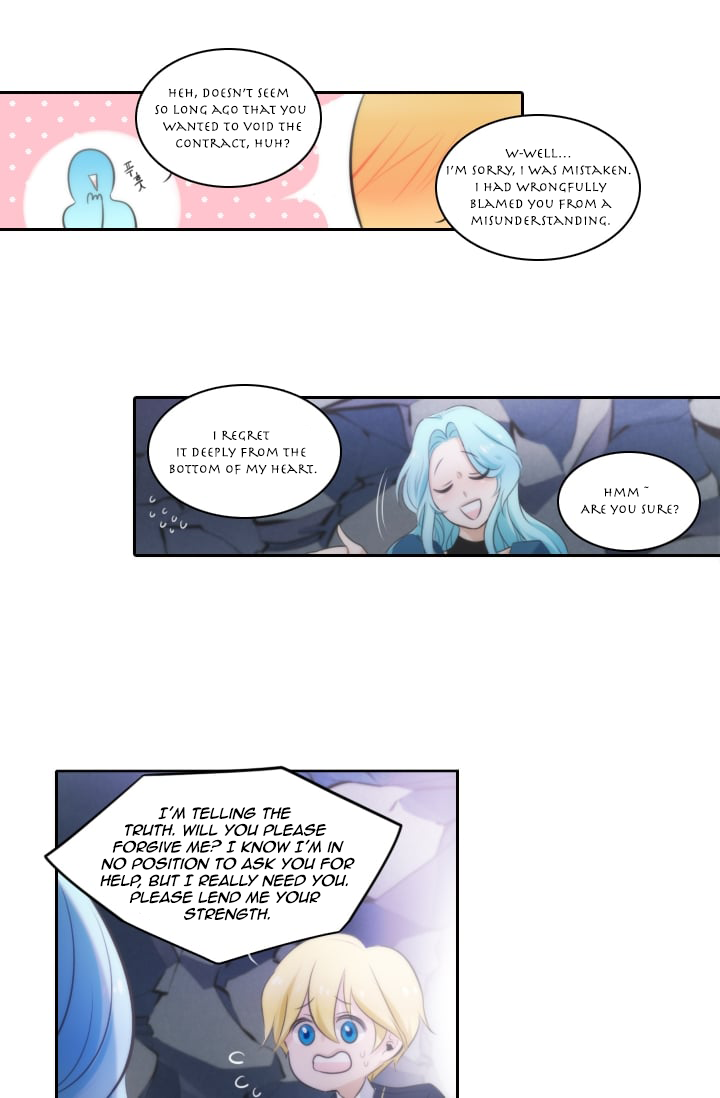 HEH, DOESN'T SEEM
SO LONG AGO THAT YOU
WANTED TO VOID THE
CONTRACT, HUH?
푸훗
W-WELL...
I'M SORRY, I WAS MISTAKEN.
I HAD WRONGFULLY
BLAMED YOU FROM A
MISUNDERSTANDING.
I REGRET
IT DEEPLY FROM THE
BOTTOM OF MY HEART.
HMM ~
ARE YOU SURE?
I'M TELLING THE
TRUTH. WILL YOU PLEASE
FORGIVE ME? I KNOW I'M IN
NO POSITION TO ASK YOU FOR
HELP, BUT I REALLY NEED YOU.
PLEASE LEND ME YOUR
STRENGTH.